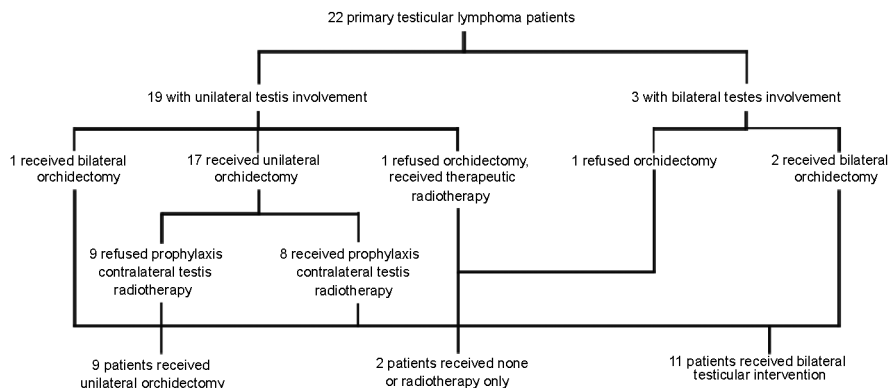 22 primary testicular lymphoma patients
19 with unilateral testis involvement
3 with bilateral testes involvement
1 received bilateral
orchidectomy
17 received unilateral
orchidectomy
1 refused orchidectomy,
received therapeutic
radiotherapy
1 refused orchidectomy
2 received bilateral
orchidectomy
9 refused prophylaxis
contralateral testis
radiotherapy
8 received prophylaxis
contralateral testis
radiotherapy
9 patients received
unilateral orchidectomy
2 patients received none
or radiotherapy only
11 patients received bilateral
testicular intervention